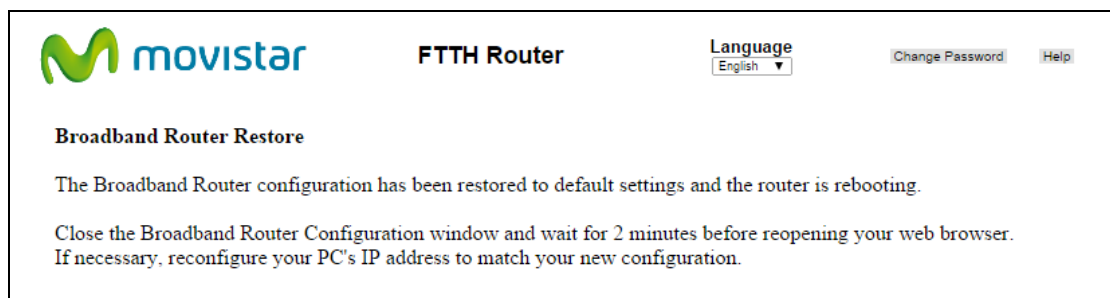 movistar
FTTH Router
Language
English
Change Password
Help
Broadband Router Restore
The Broadband Router configuration has been restored to default settings and the router is rebooting.
Close the Broadband Router Configuration window and wait for 2 minutes before reopening your web browser.
If necessary, reconfigure your PC's IP address to match your new configuration.